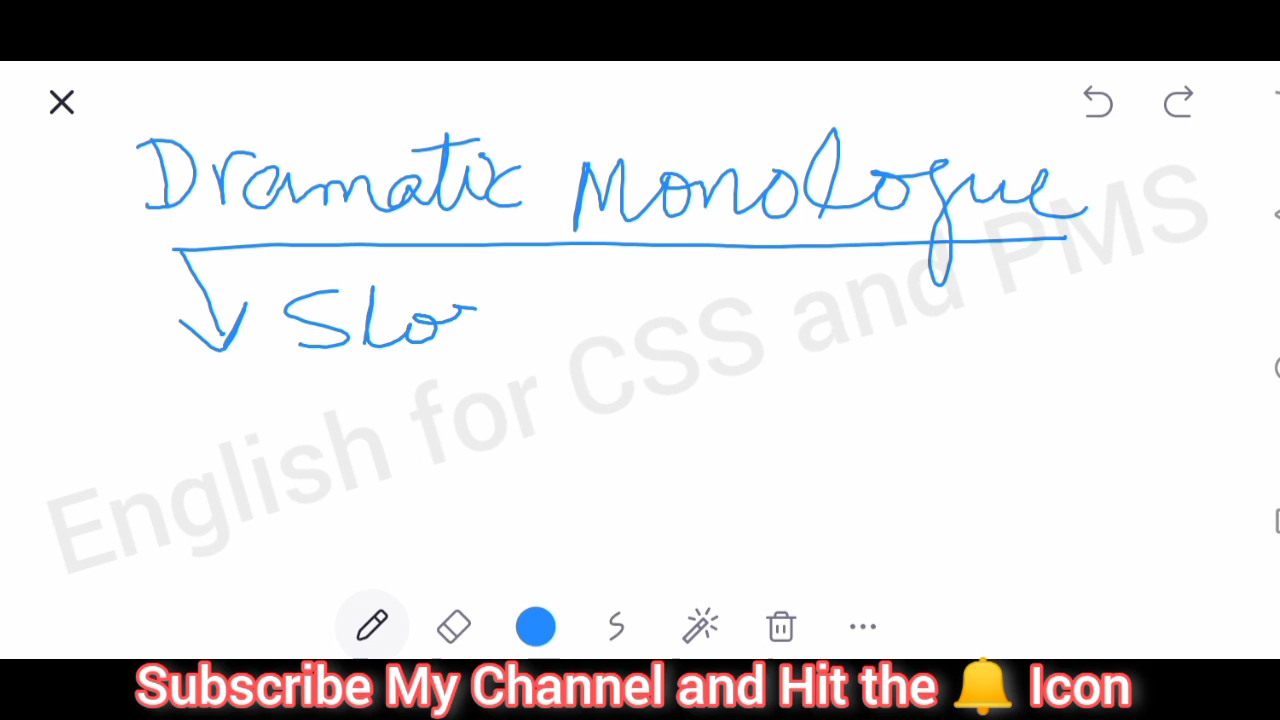 Dramatic Monologue
Slo
English for CSS and PMS
Subscribe My Channel and Hit the 🔔 Icon